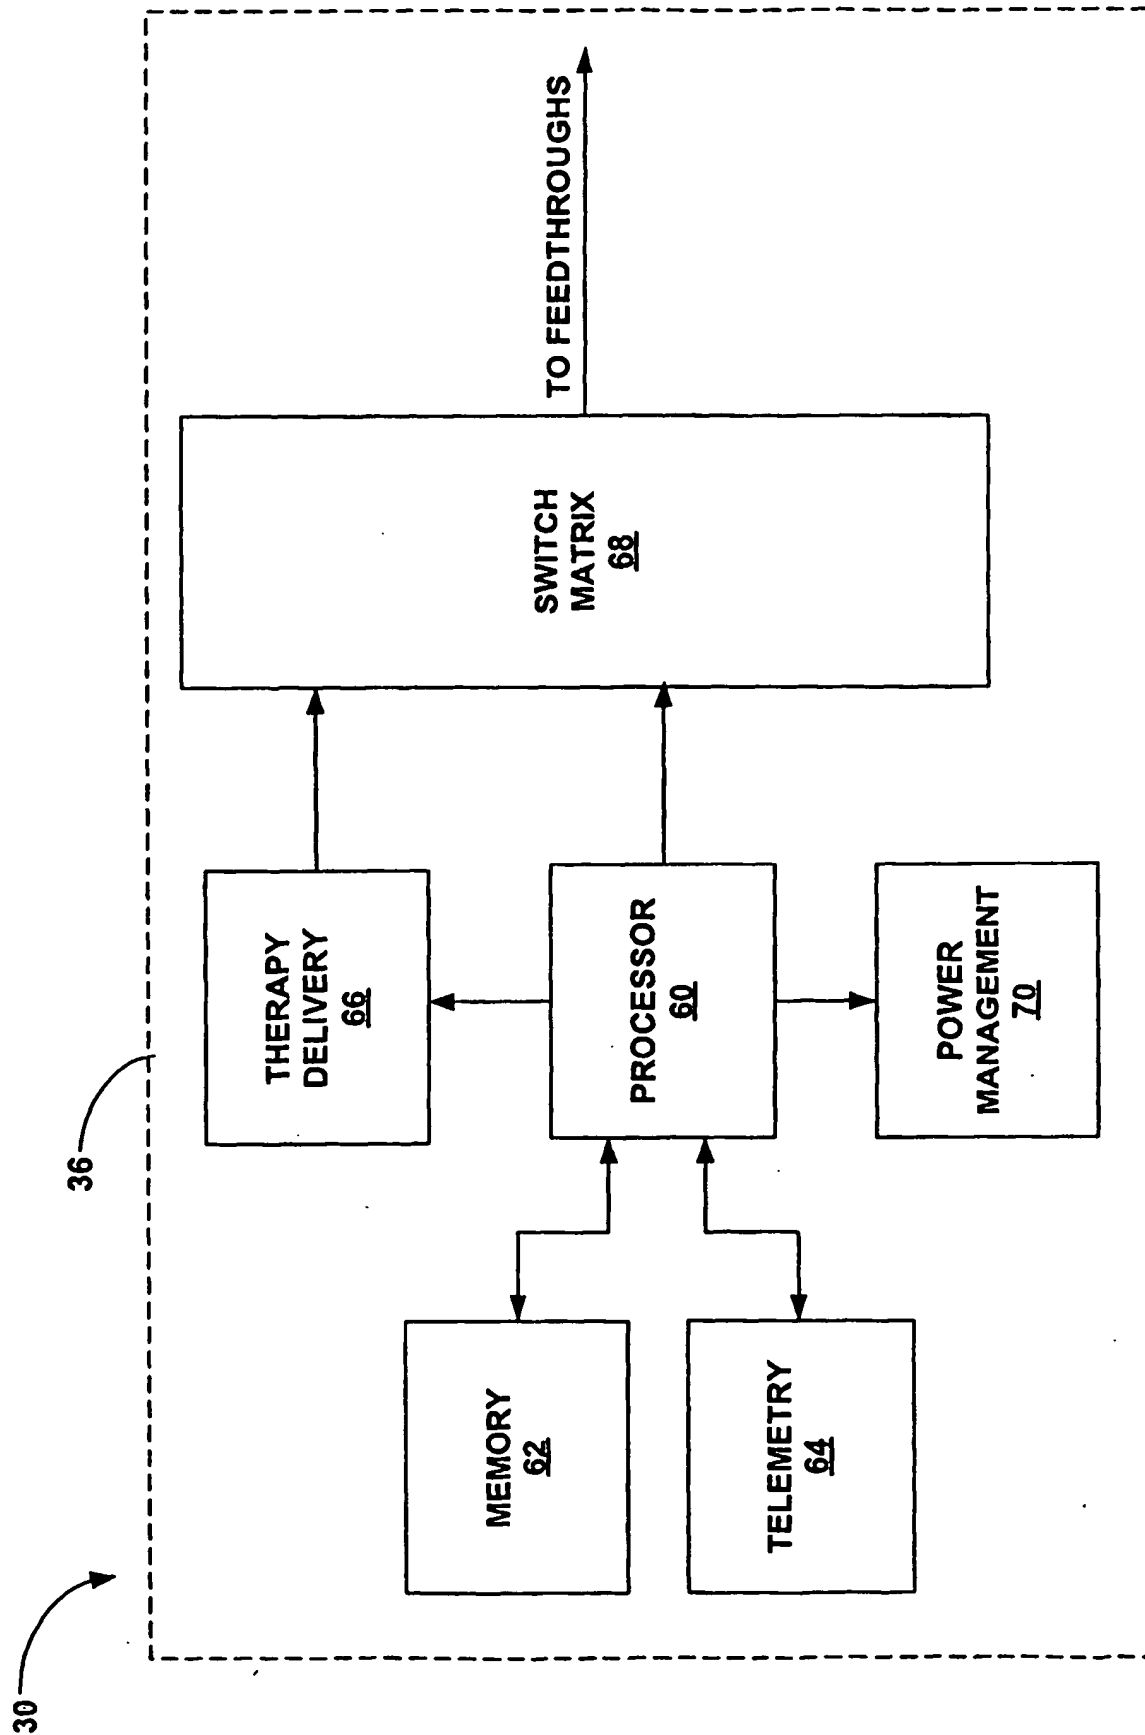 30
36
MEMORY
62
TELEMETRY
64
THERAPY
DELIVERY
66
PROCESSOR
60
POWER
MANAGEMENT
70
SWITCH
MATRIX
68
TO FEEDTHROUGHS